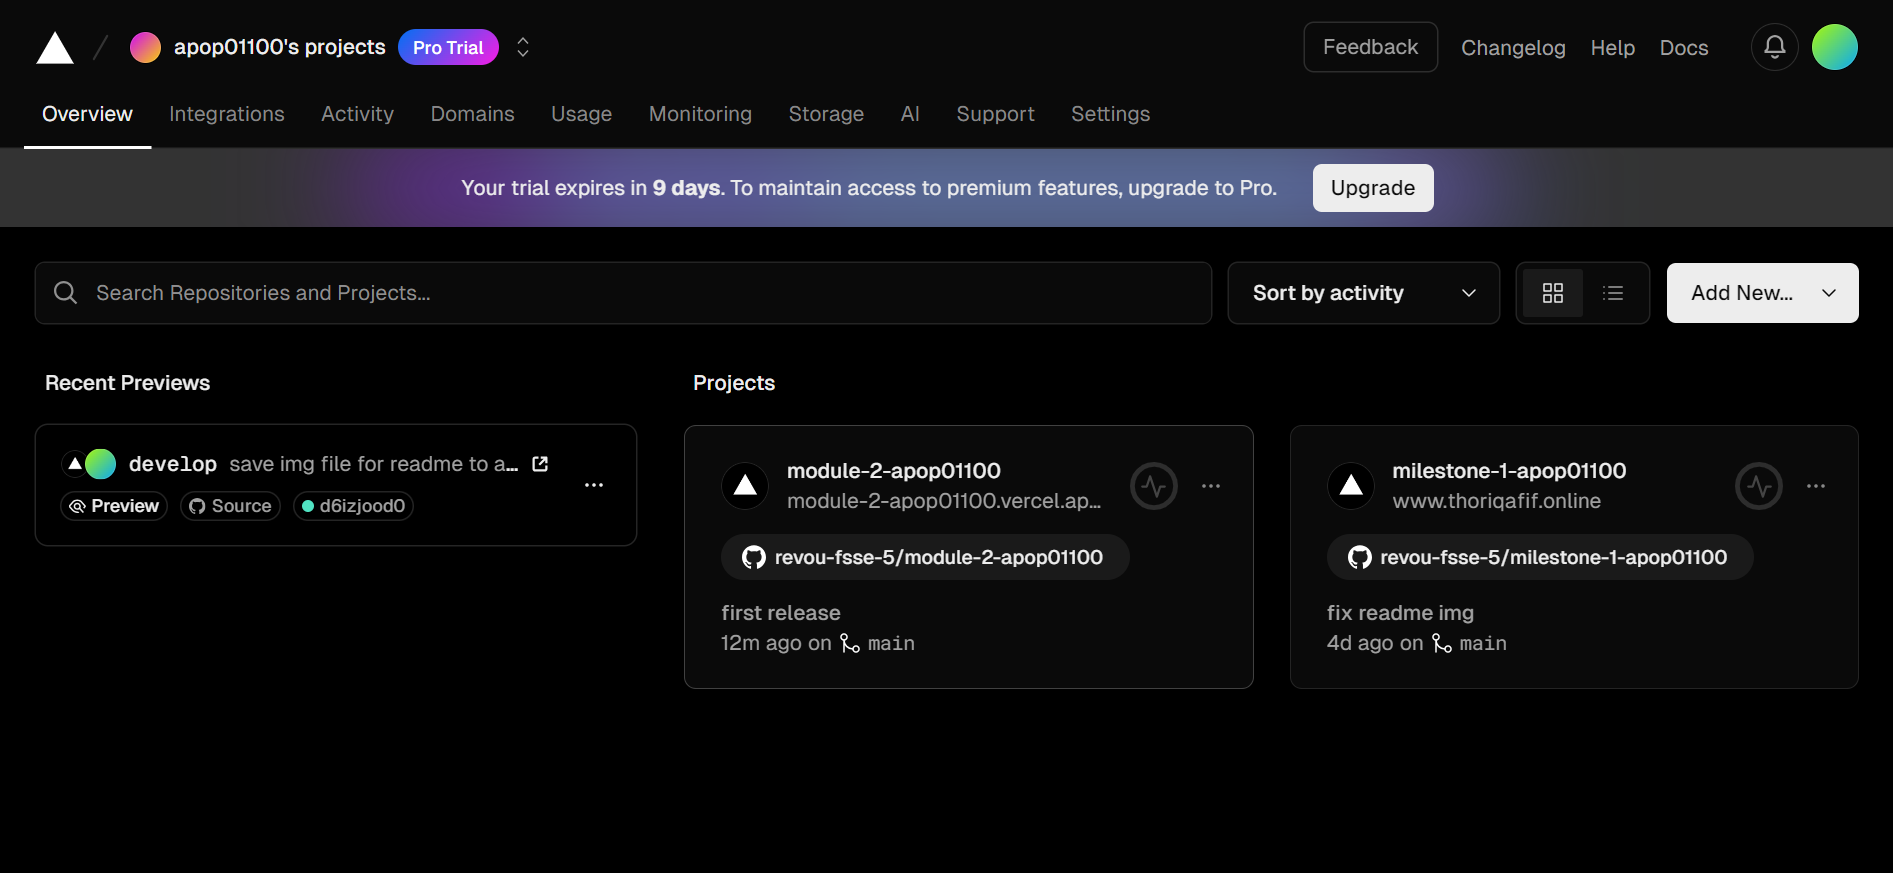 apop01100's projects Pro Trial
Feedback Changelog Help Docs
Overview Integrations Activity Domains Usage Monitoring Storage AI Support Settings
Your trial expires in 9 days. To maintain access to premium features, upgrade to Pro. Upgrade
Search Repositories and Projects...
Sort by activity
Add New...
Recent Previews
develop save img file for readme to a...
Preview Source d6izjood0
Projects
module-2-apop01100
module-2-apop01100.vercel.ap...
revou-fsse-5/module-2-apop01100
first release
12m ago on main
milestone-1-apop01100
www.thoriqafif.online
revou-fsse-5/milestone-1-apop01100
fix readme img
4d ago on main